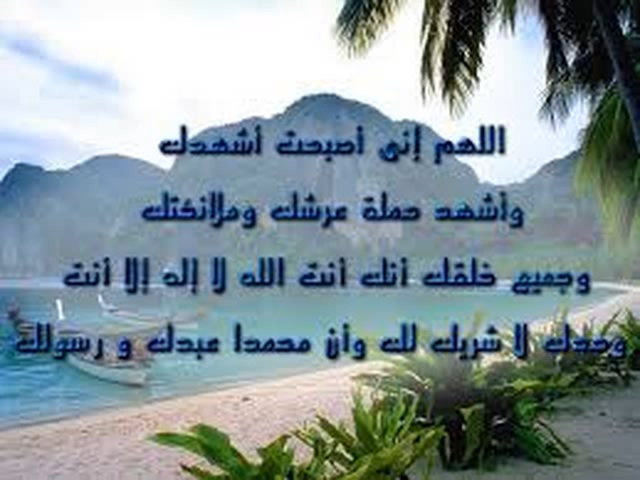 اللهم إنى أصبحت أشهدك
وأشهد حملة عرشك وملائكتك
وجميع خلقك أنك أنت الله لا إله إلا أنت
وحدك لا شريك لك وأن محمدا عبدك و رسولك